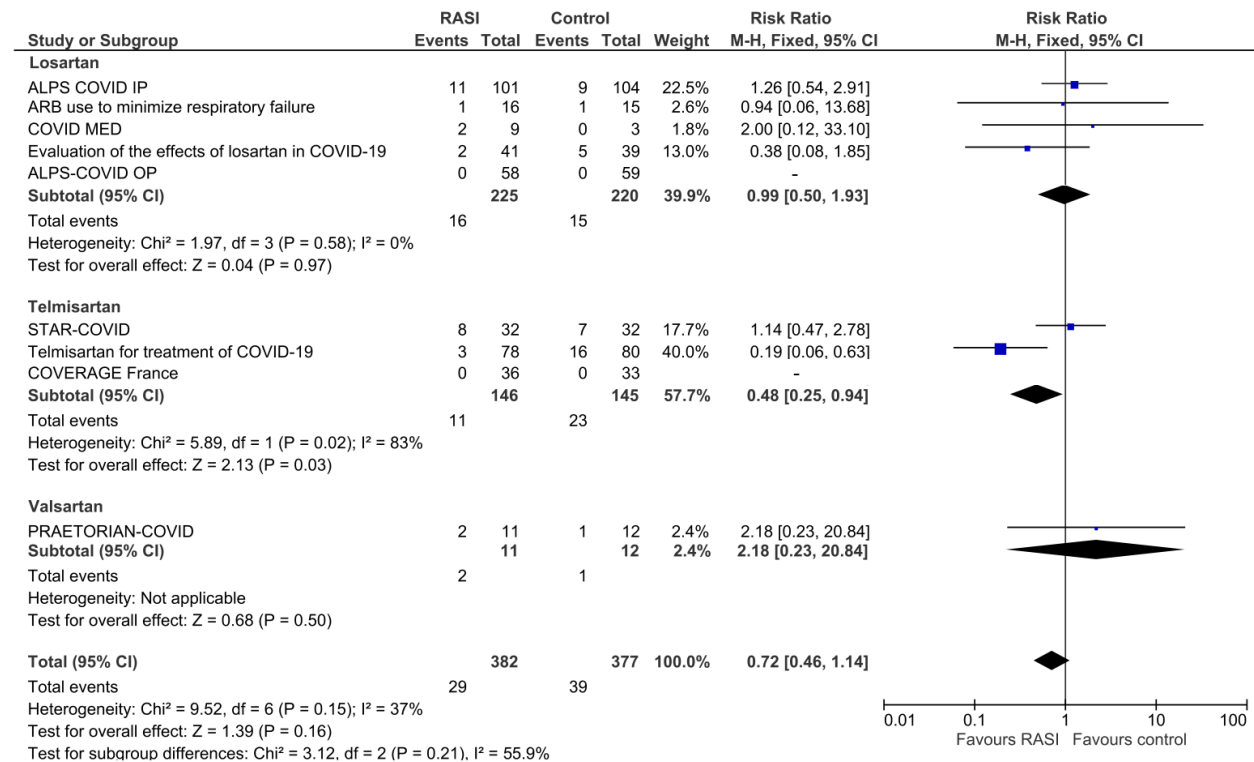 RASI Control Risk Ratio Risk Ratio
Study or Subgroup Events Total Events Total Weight M-H, Fixed, 95% CI M-H, Fixed, 95% CI
Losartan
ALPS COVID IP 11 101 9 104 22.5% 1.26 [0.54, 2.91]
ARB use to minimize respiratory failure 1 16 1 15 2.6% 0.94 [0.06, 13.68]
COVID MED 2 9 0 3 1.8% 2.00 [0.12, 33.10]
Evaluation of the effects of losartan in COVID-19 2 41 5 39 13.0% 0.38 [0.08, 1.85]
ALPS-COVID OP 0 58 0 59 -
Subtotal (95% CI) 225 220 39.9% 0.99 [0.50, 1.93]
Total events 16 15
Heterogeneity: Chi² = 1.97, df = 3 (P = 0.58); I² = 0%
Test for overall effect: Z = 0.04 (P = 0.97)
Telmisartan
STAR-COVID 8 32 7 32 17.7% 1.14 [0.47, 2.78]
Telmisartan for treatment of COVID-19 3 78 16 80 40.0% 0.19 [0.06, 0.63]
COVERAGE France 0 36 0 33 -
Subtotal (95% CI) 146 145 57.7% 0.48 [0.25, 0.94]
Total events 11 23
Heterogeneity: Chi² = 5.89, df = 1 (P = 0.02); I² = 83%
Test for overall effect: Z = 2.13 (P = 0.03)
Valsartan
PRAETORIAN-COVID 2 11 1 12 2.4% 2.18 [0.23, 20.84]
Subtotal (95% CI) 11 12 2.4% 2.18 [0.23, 20.84]
Total events 2 1
Heterogeneity: Not applicable
Test for overall effect: Z = 0.68 (P = 0.50)
Total (95% CI) 382 377 100.0% 0.72 [0.46, 1.14]
Total events 29 39
Heterogeneity: Chi² = 9.52, df = 6 (P = 0.15); I² = 37%
Test for overall effect: Z = 1.39 (P = 0.16)
Test for subgroup differences: Chi² = 3.12, df = 2 (P = 0.21), I² = 55.9%
0.01 0.1 1 10 100
Favours RASI Favours control